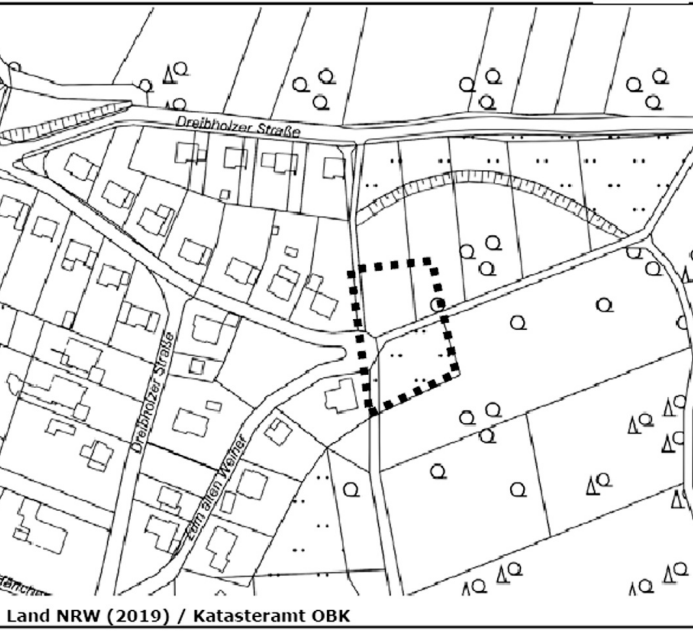 Dreibholzer Straße
Dreibholzer Straße
Zum alten Weiher
Land NRW (2019) / Katasteramt OBK